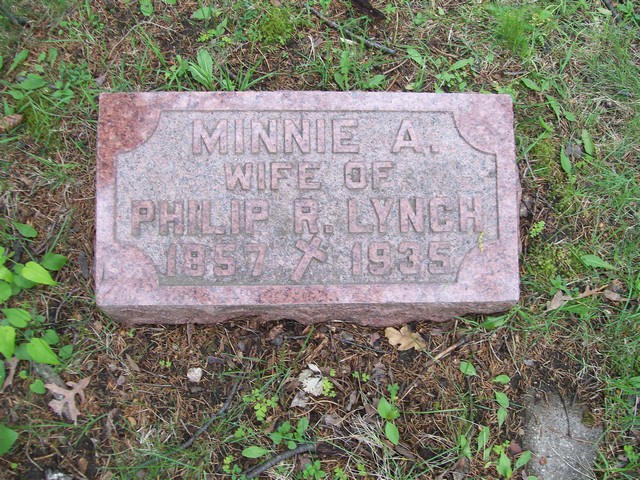 MINNIE A.
WIFE OF
PHILIP R. LYNCH
1857 1935